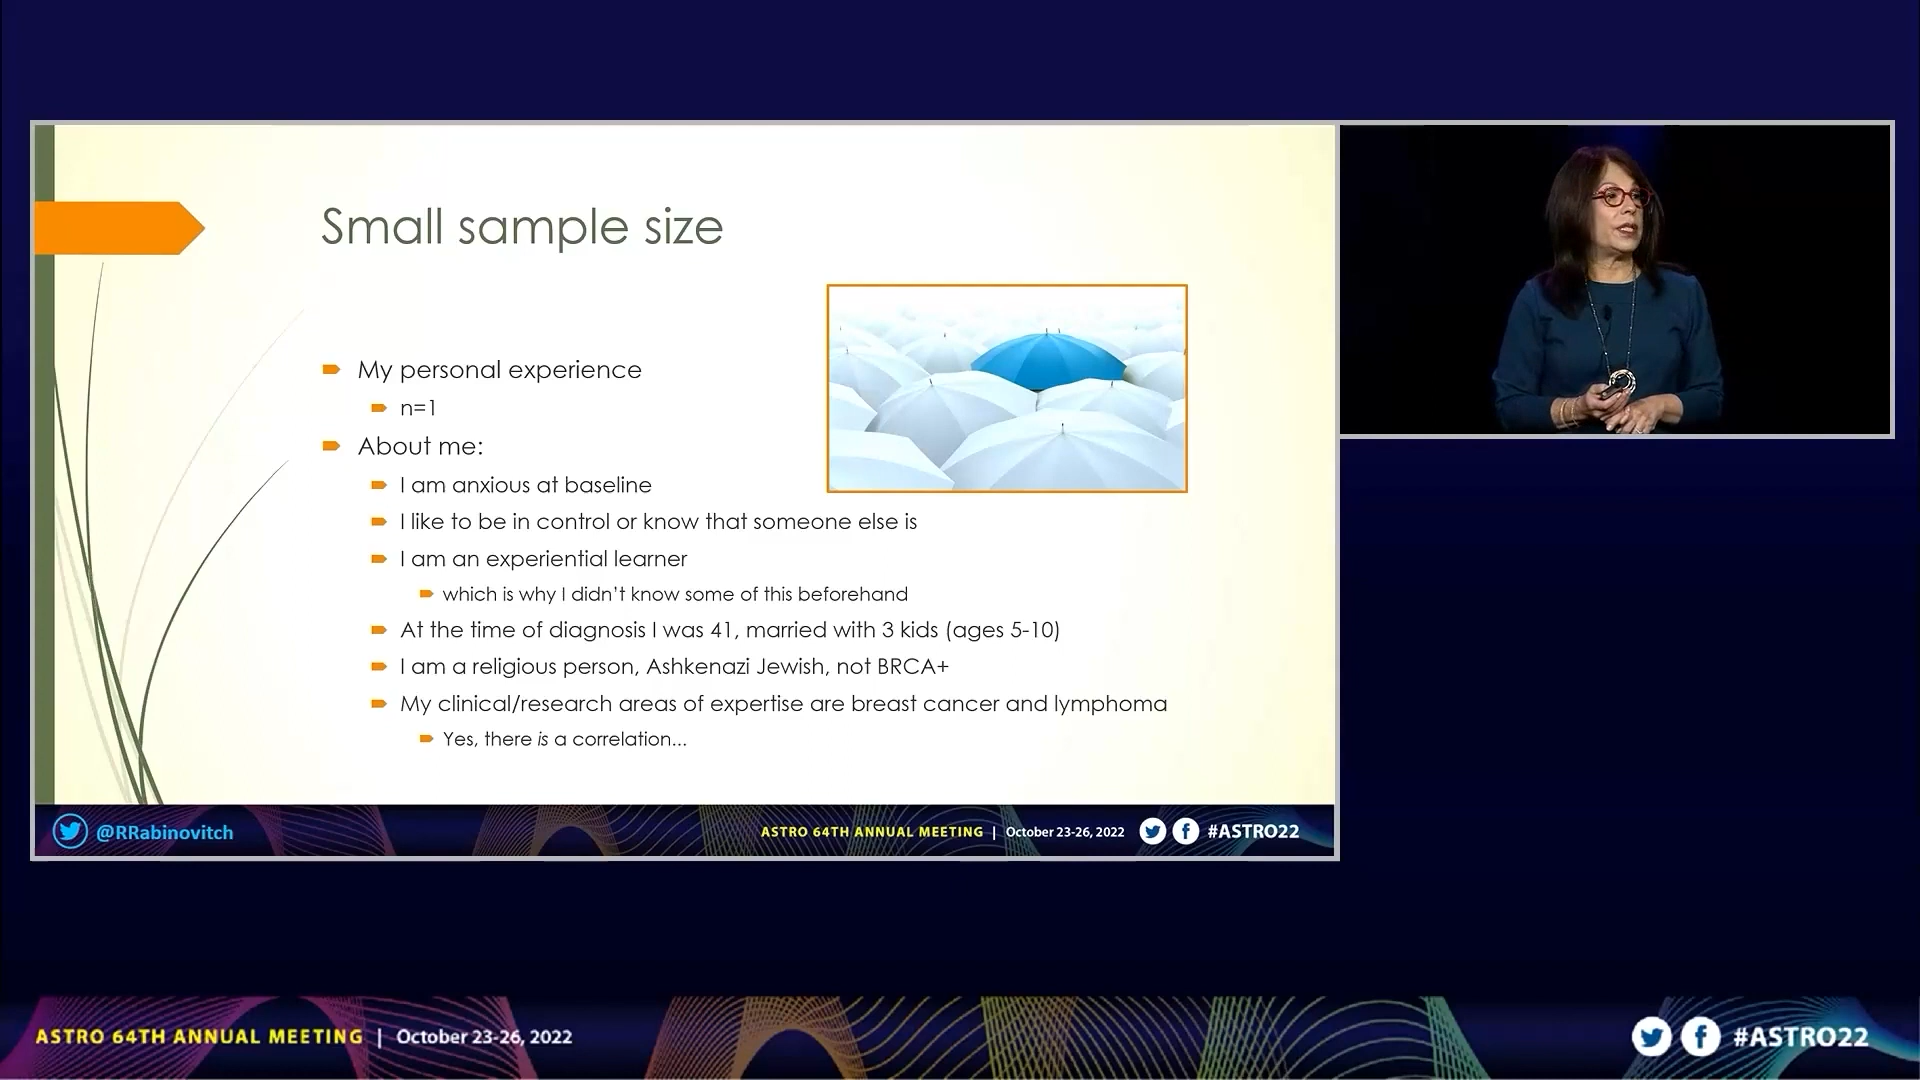 Small sample size
My personal experience
n=1
About me:
I am anxious at baseline
I like to be in control or know that someone else is
I am an experiential learner
which is why I didn't know some of this beforehand
At the time of diagnosis I was 41, married with 3 kids (ages 5-10)
I am a religious person, Ashkenazi Jewish, not BRCA+
My clinical/research areas of expertise are breast cancer and lymphoma
Yes, there is a correlation...
@RRabinovitch
ASTRO 64TH ANNUAL MEETING | October 23-26, 2022 #ASTRO22
ASTRO 64TH ANNUAL MEETING | October 23-26, 2022
#ASTRO22